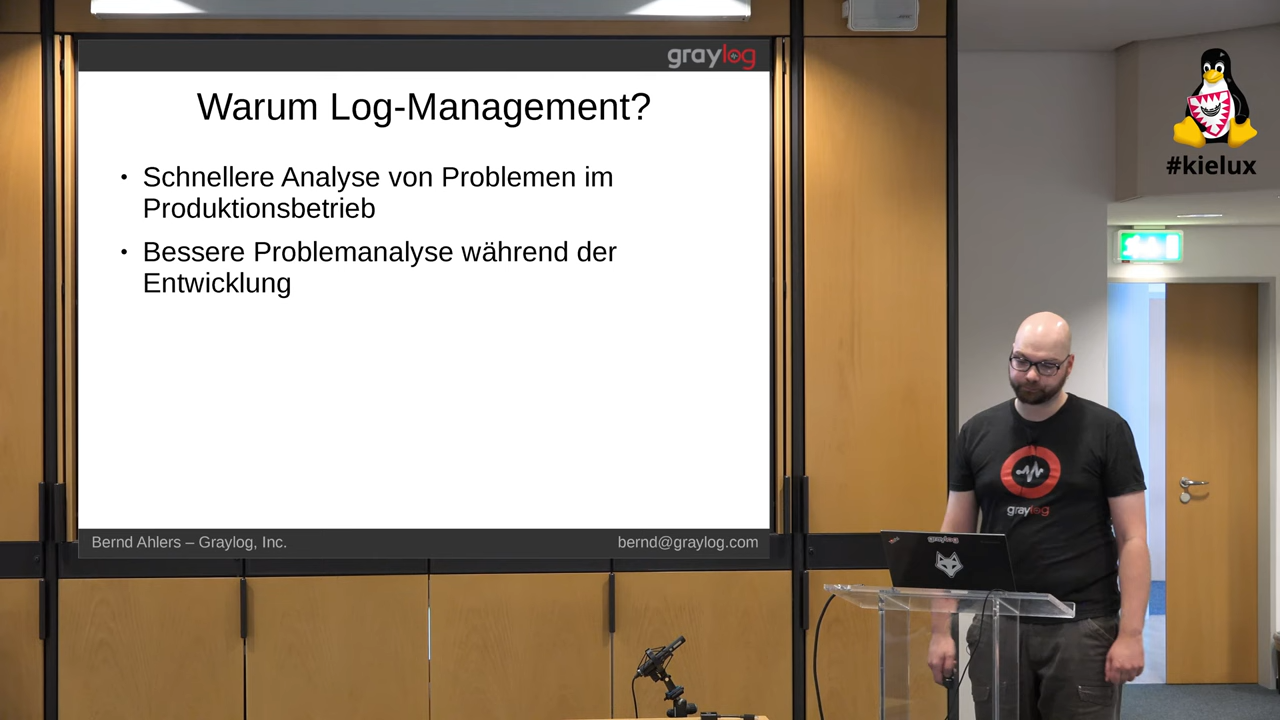 graylog
Warum Log-Management?
• Schnellere Analyse von Problemen im
Produktionsbetrieb
• Bessere Problemanalyse während der
Entwicklung
Bernd Ahlers – Graylog, Inc.
bernd@graylog.com
#kielux
graylog
graylog